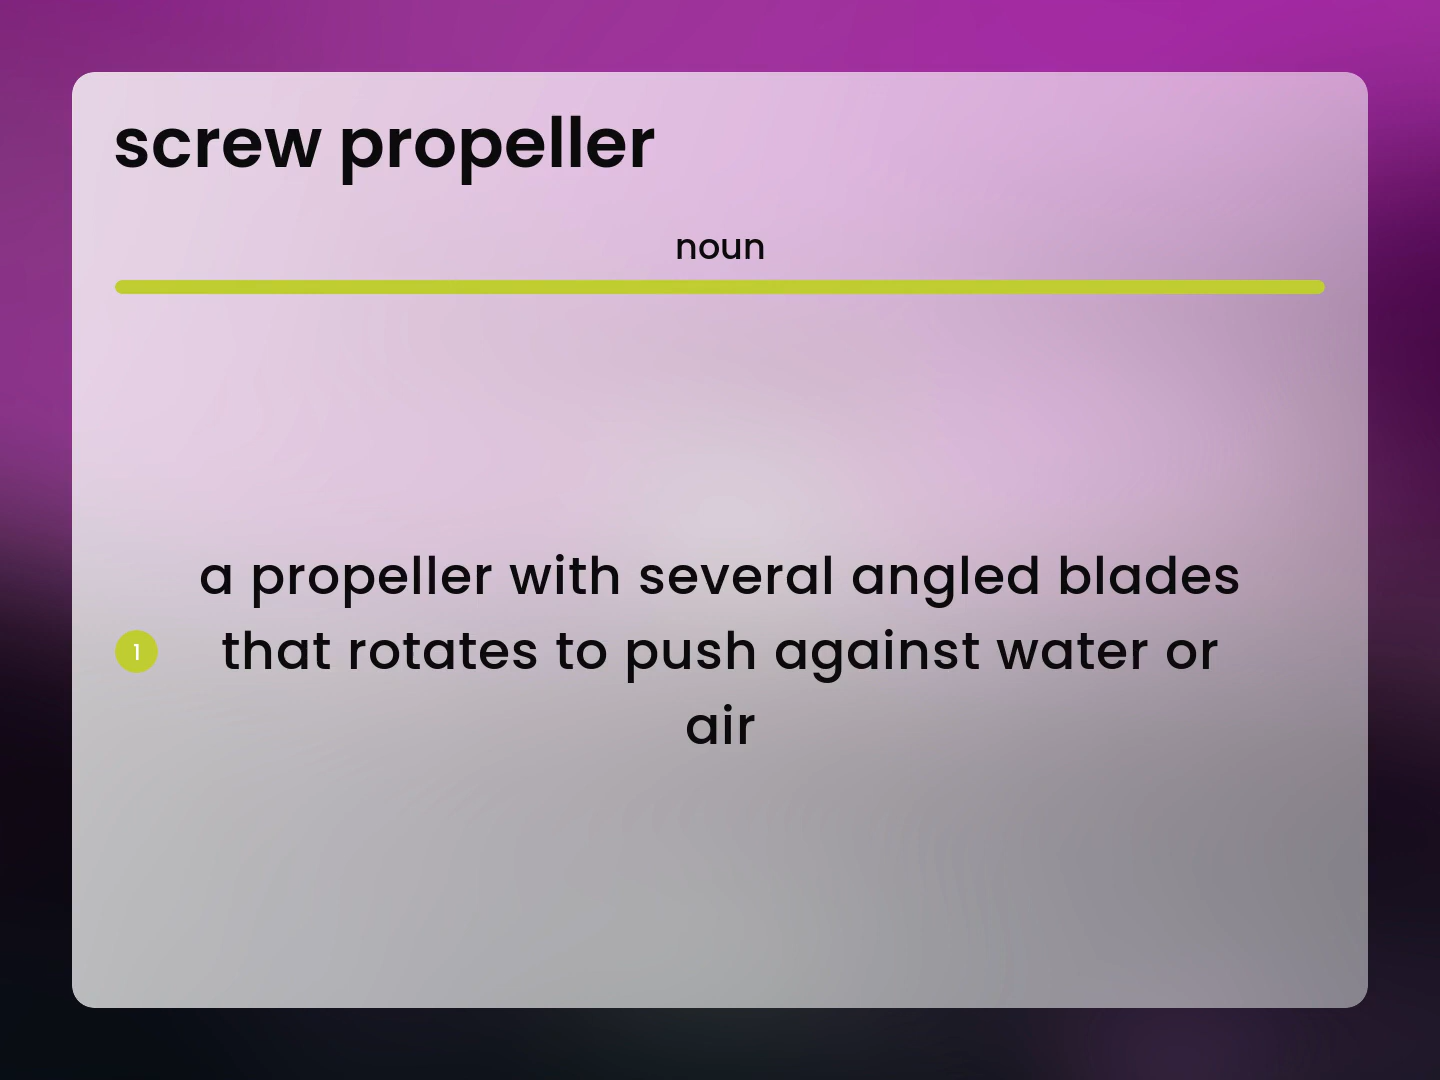 screw propeller
noun
a propeller with several angled blades
1 that rotates to push against water or
air